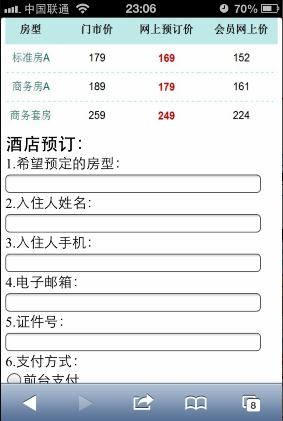 中国联通 23:06 70%
房型 门市价 网上预订价 会员网上价
标准房A 179 169 152
商务房A 189 179 161
商务套房 259 249 224
酒店预订：
1.希望预定的房型：
2.入住人姓名：
3.入住人手机：
4.电子邮箱：
5.证件号：
6.支付方式：
前台支付
8